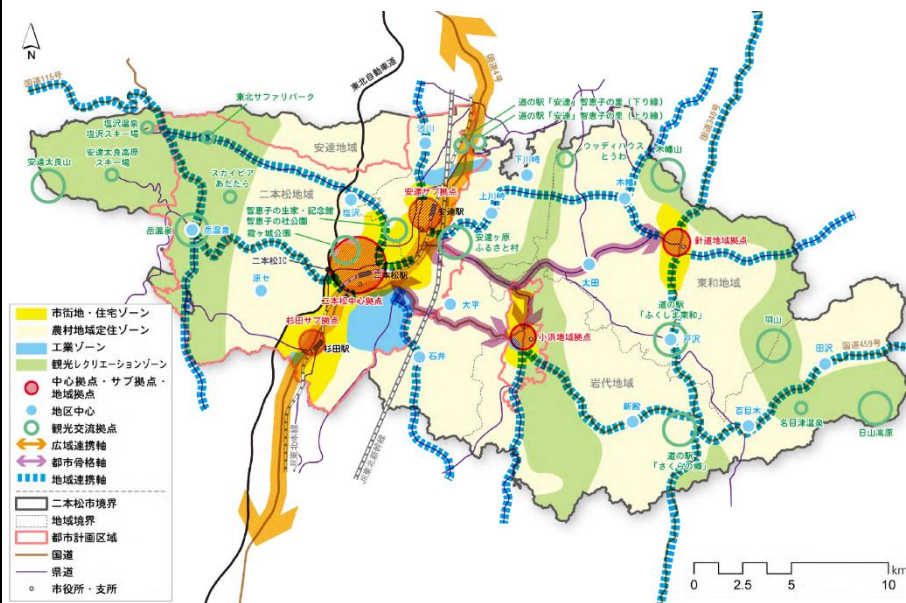 N
国道115号
東北自動車道
国道4号
東北サファリパーク
道の駅「安達」智恵子の里（下り線）
道の駅「安達」智恵子の里（上り線）
国道349号
塩沢温泉
塩沢スキー場
安達地域
渋川
下川崎
ウッディハウス
とうわ
木幡山
安達太良山
安達太良高原
スキー場
スカイピア
あだたら
二本松地域
安達サブ拠点
上川崎
木幡
塩沢
安達駅
智恵子の生家・記念館
智恵子の杜公園
霞ヶ城公園
岳温泉
岳温泉
安達ヶ原
ふるさと村
針道地域拠点
二本松IC
二本松駅
原セ
太田
東和地域
二本松中心拠点
大平
道の駅
「ふくしま東和」
杉田サブ拠点
羽山
杉田駅
小浜地域拠点
戸沢
石井
田沢
国道459号
岩代地域
新殿
百目木
名目津温泉
日山高原
道の駅
「さくらの郷」
JR東北本線
JR東北新幹線
市街地・住宅ゾーン
農村地域定住ゾーン
工業ゾーン
観光レクリエーションゾーン
中心拠点・サブ拠点・
地域拠点
地区中心
観光交流拠点
広域連携軸
都市骨格軸
地域連携軸
二本松市境界
地域境界
都市計画区域
国道
県道
市役所・支所
km
0 2.5 5 10